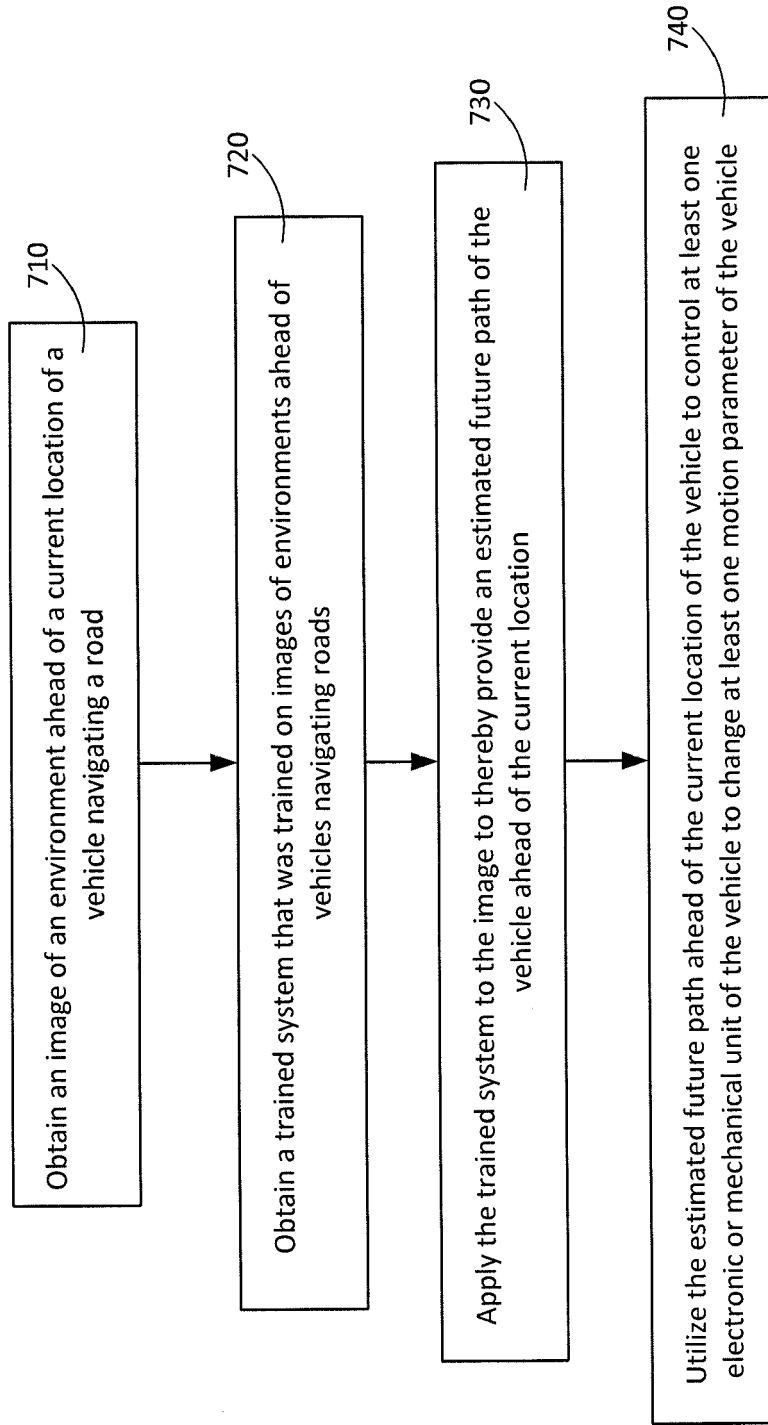 710
Obtain an image of an environment ahead of a current location of a
vehicle navigating a road
720
Obtain a trained system that was trained on images of environments ahead of
vehicles navigating roads
730
Apply the trained system to the image to thereby provide an estimated future path of the
vehicle ahead of the current location
740
Utilize the estimated future path ahead of the current location of the vehicle to control at least one
electronic or mechanical unit of the vehicle to change at least one motion parameter of the vehicle